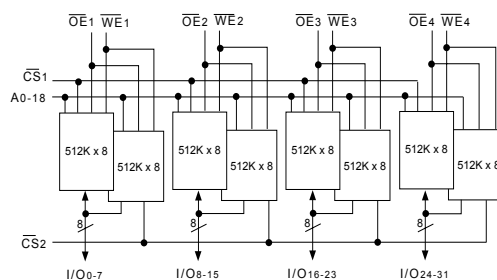 OE1 WE1 OE2 WE2 OE3 WE3 OE4 WE4
CS1
A0-18
512K x 8 512K x 8 512K x 8 512K x 8
512K x 8 512K x 8 512K x 8 512K x 8
8 8 8 8
CS2
I/O0-7 I/O8-15 I/O16-23 I/O24-31